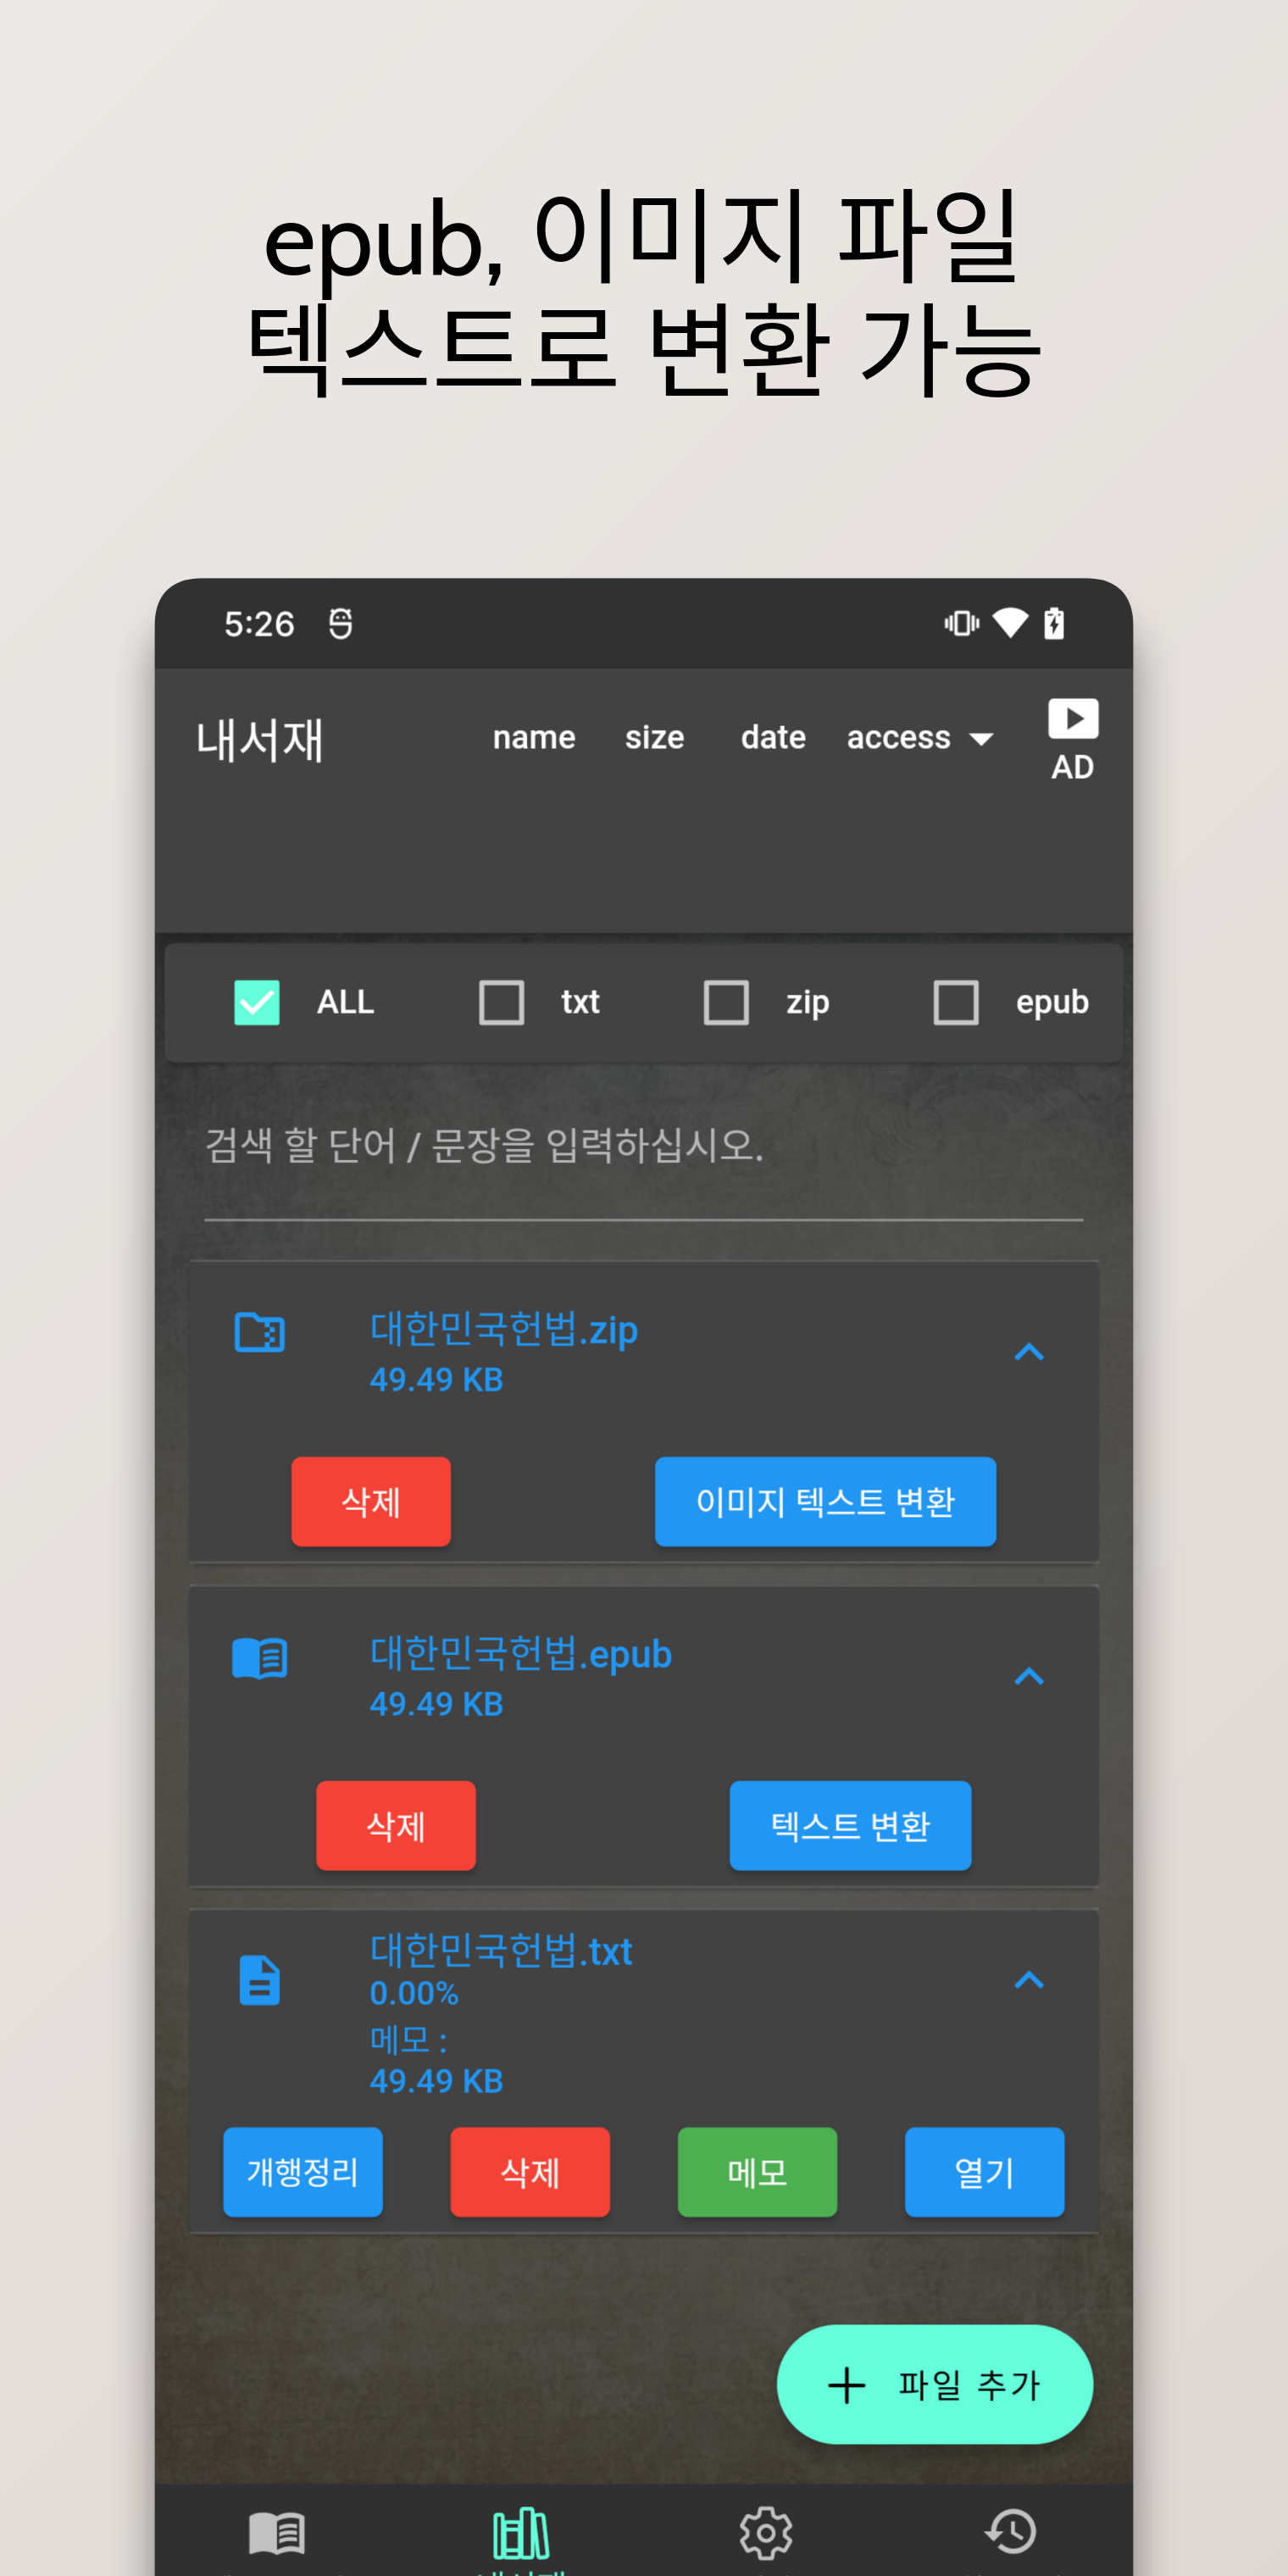 epub, 이미지 파일
텍스트로 변환 가능
5:26
내서재 name size date access AD
ALL txt zip epub
검색 할 단어 / 문장을 입력하십시오.
대한민국헌법.zip
49.49 KB
삭제 이미지 텍스트 변환
대한민국헌법.epub
49.49 KB
삭제 텍스트 변환
대한민국헌법.txt
0.00%
메모 :
49.49 KB
개행정리 삭제 메모 열기
파일 추가